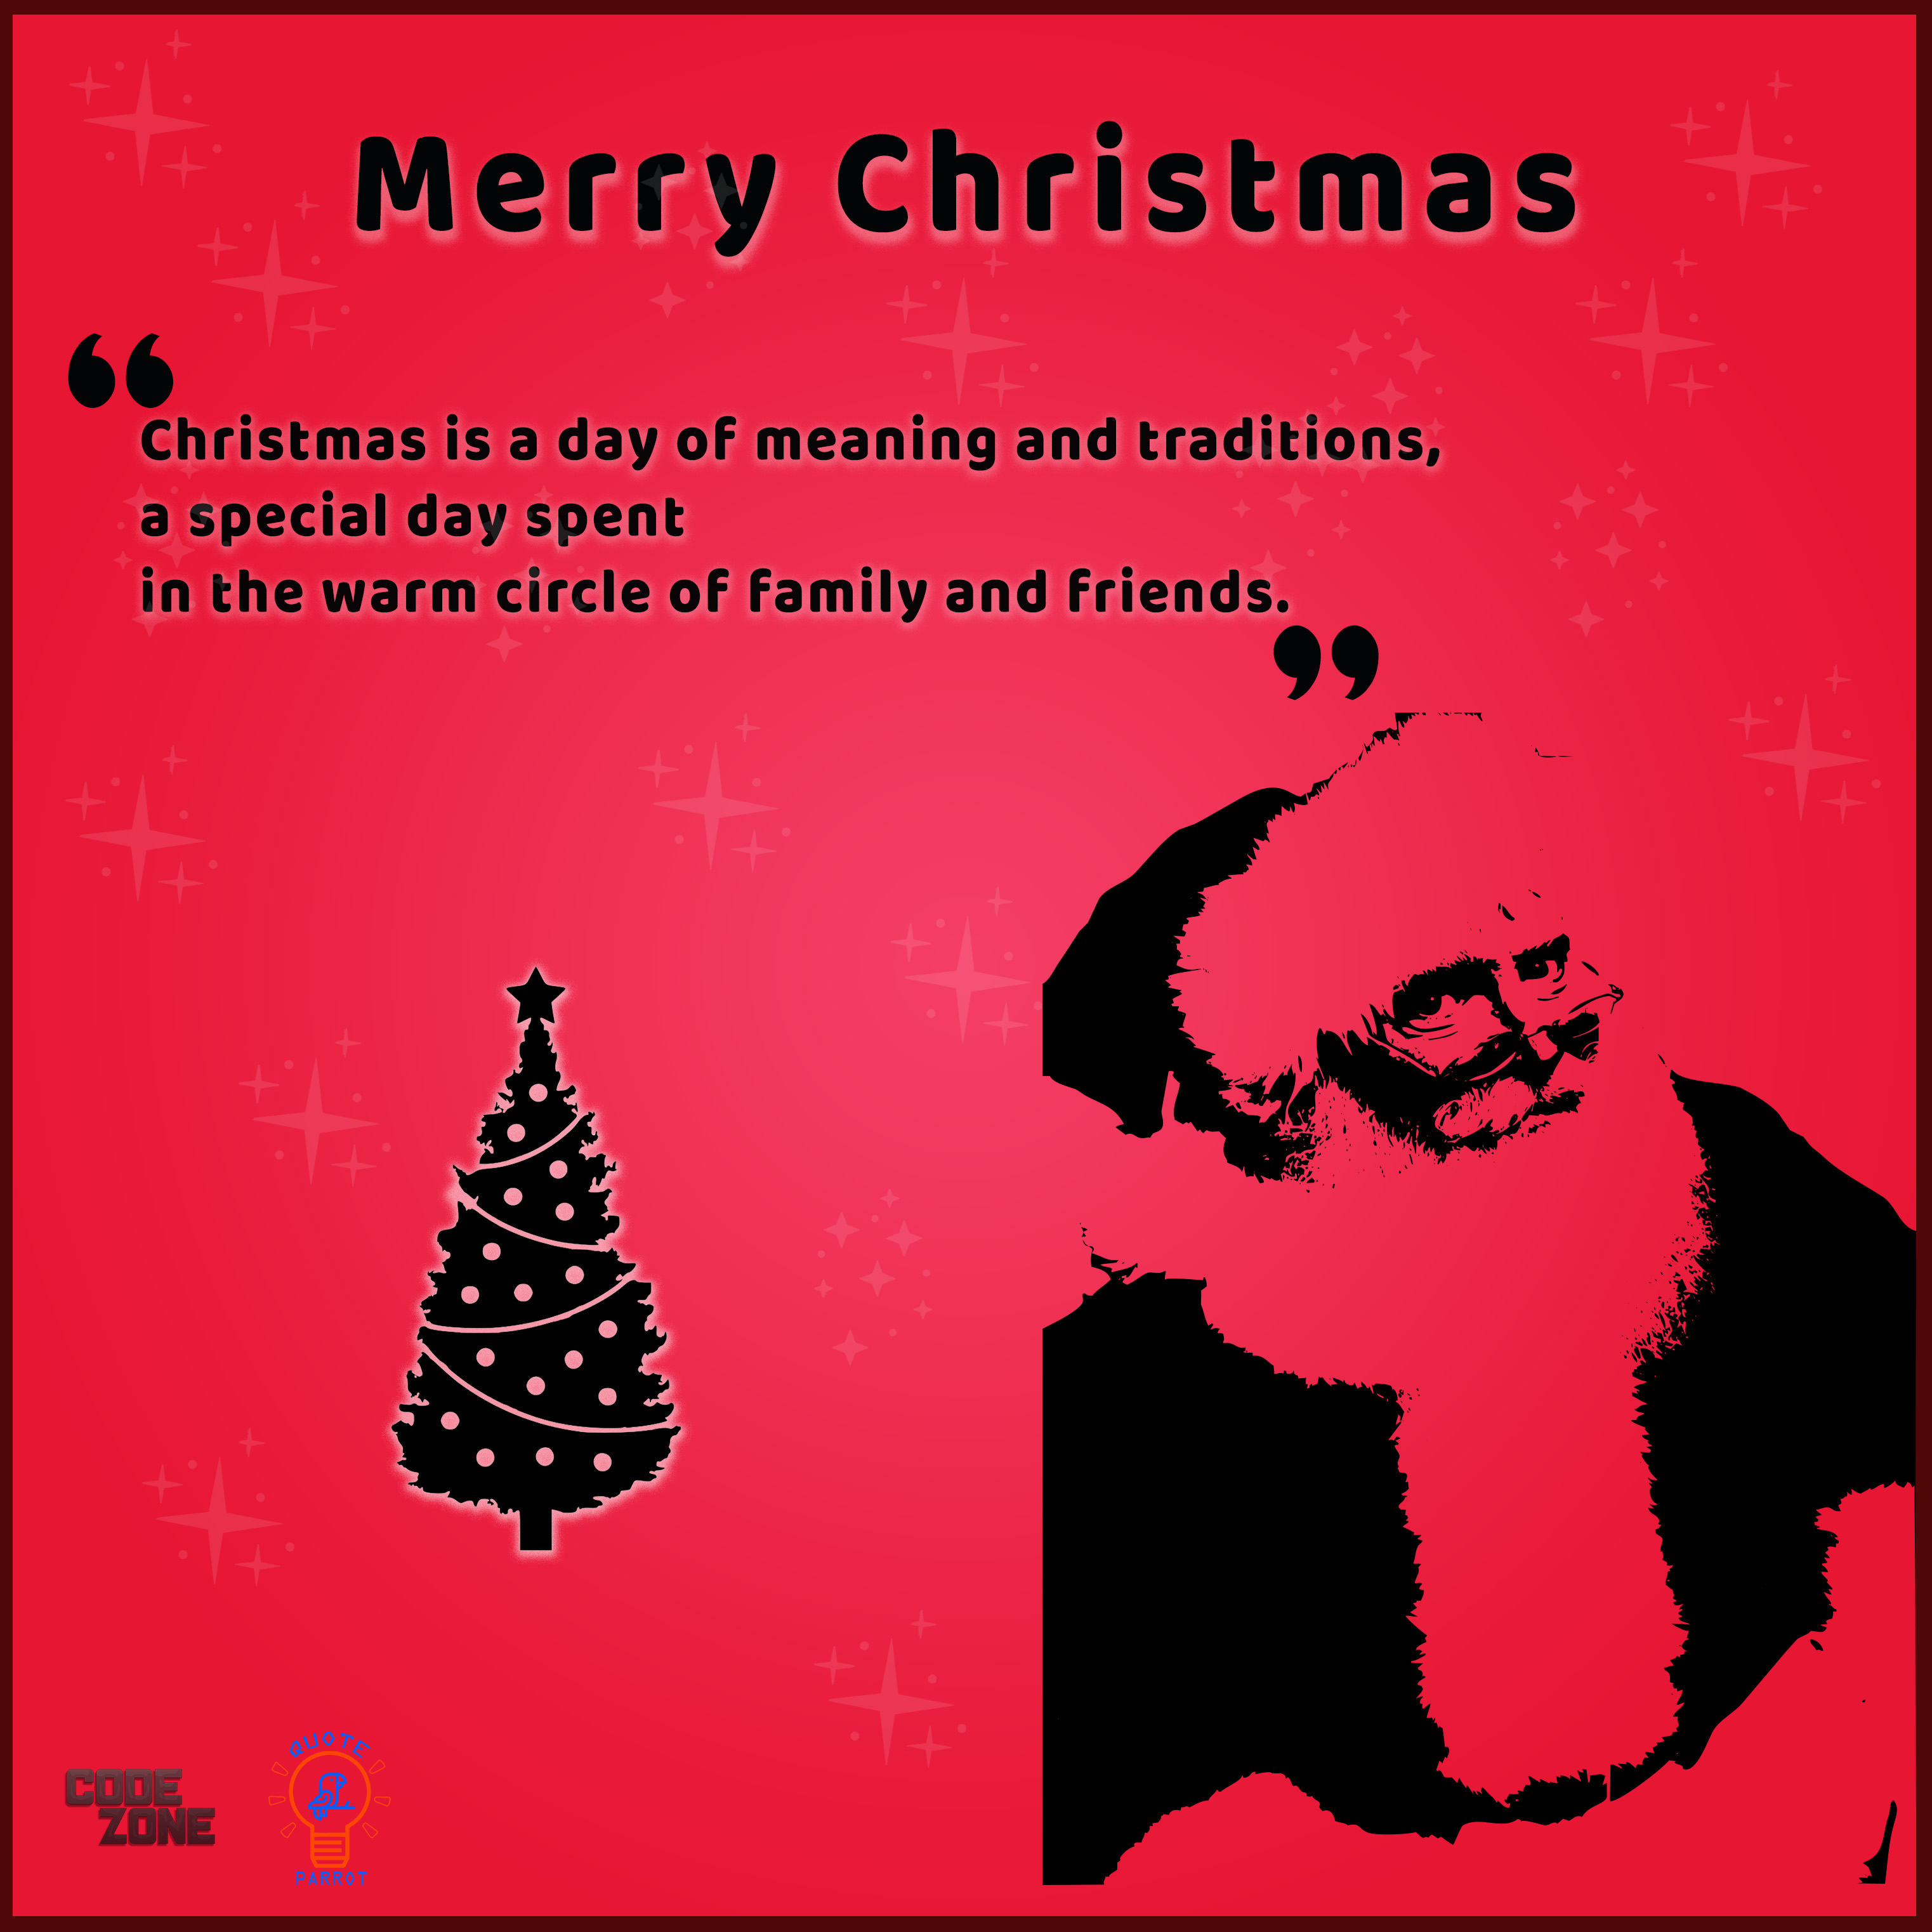 Merry Christmas
“
Christmas is a day of meaning and traditions,
a special day spent
in the warm circle of family and friends.
”
CODE
ZONE
QUOTE
PARROT